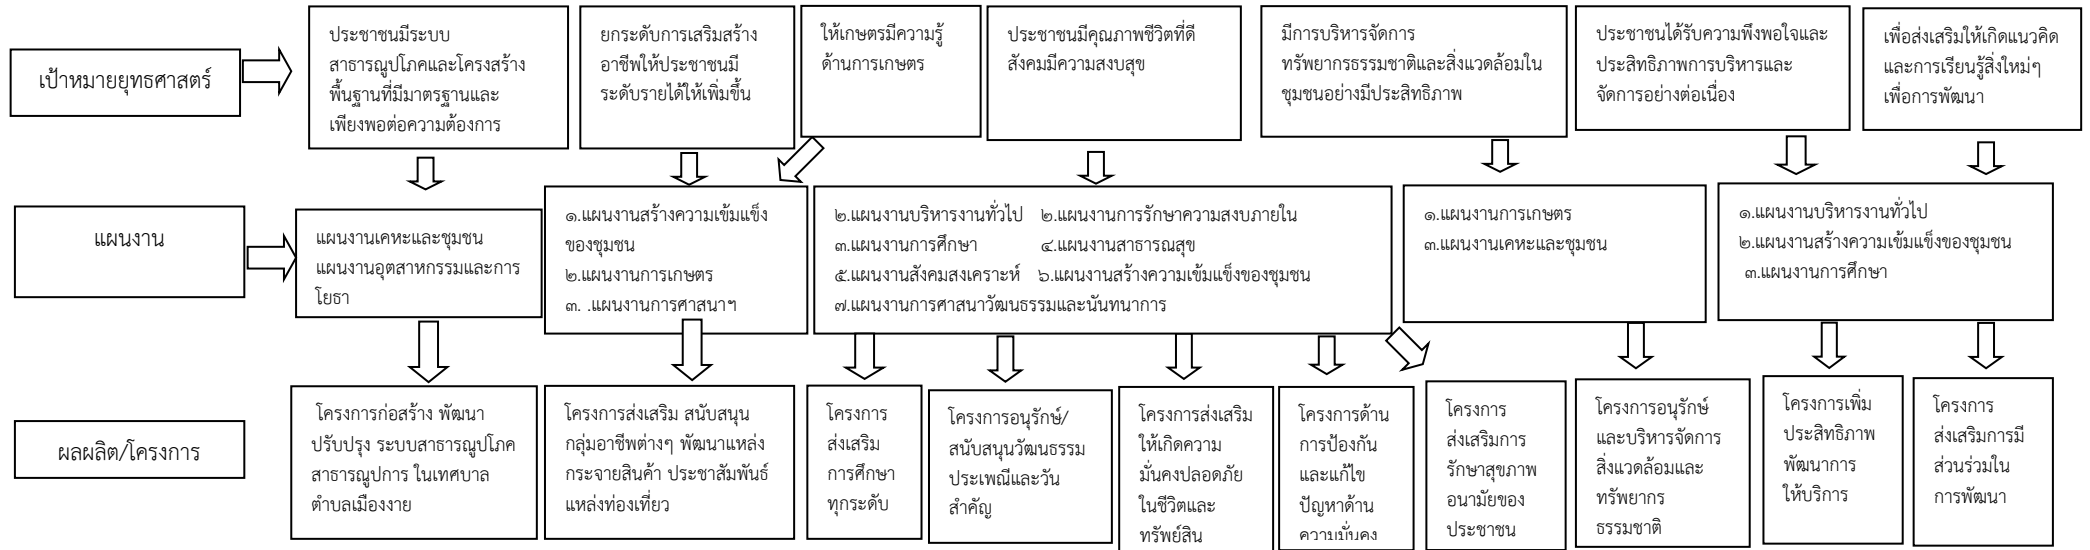 เป้าหมายยุทธศาสตร์
ประชาชนมีระบบ
สาธารณูปโภคและโครงสร้าง
พื้นฐานที่มีมาตรฐานและ
เพียงพอต่อความต้องการ
ยกระดับการเสริมสร้าง
อาชีพให้ประชาชนมี
ระดับรายได้ให้เพิ่มขึ้น
ให้เกษตรมีความรู้
ด้านการเกษตร
ประชาชนมีคุณภาพชีวิตที่ดี
สังคมมีความสงบสุข
มีการบริหารจัดการ
ทรัพยากรธรรมชาติและสิ่งแวดล้อมใน
ชุมชนอย่างมีประสิทธิภาพ
ประชาชนได้รับความพึงพอใจและ
ประสิทธิภาพการบริหารและ
จัดการอย่างต่อเนื่อง
เพื่อส่งเสริมให้เกิดแนวคิด
และการเรียนรู้สิ่งใหม่ๆ
เพื่อการพัฒนา
แผนงาน
แผนงานเคหะและชุมชน
แผนงานอุตสาหกรรมและการ
โยธา
๑.แผนงานสร้างความเข้มแข็ง
ของชุมชน
๒.แผนงานการเกษตร
๓. .แผนงานการศาสนาฯ
๒.แผนงานบริหารงานทั่วไป ๒.แผนงานการรักษาความสงบภายใน
๓.แผนงานการศึกษา ๔.แผนงานสาธารณสุข
๕.แผนงานสังคมสงเคราะห์ ๖.แผนงานสร้างความเข้มแข็งของชุมชน
๗.แผนงานการศาสนาวัฒนธรรมและนันทนาการ
๑.แผนงานการเกษตร
๓.แผนงานเคหะและชุมชน
๑.แผนงานบริหารงานทั่วไป
๒.แผนงานสร้างความเข้มแข็งของชุมชน
๓.แผนงานการศึกษา
ผลผลิต/โครงการ
โครงการก่อสร้าง พัฒนา
ปรับปรุง ระบบสาธารณูปโภค
สาธารณูปการ ในเทศบาล
ตำบลเมืองงาย
โครงการส่งเสริม สนับสนุน
กลุ่มอาชีพต่างๆ พัฒนาแหล่ง
กระจายสินค้า ประชาสัมพันธ์
แหล่งท่องเที่ยว
โครงการ
ส่งเสริม
การศึกษา
ทุกระดับ
โครงการอนุรักษ์/
สนับสนุนวัฒนธรรม
ประเพณีและวัน
สำคัญ
โครงการส่งเสริม
ให้เกิดความ
มั่นคงปลอดภัย
ในชีวิตและ
ทรัพย์สิน
โครงการด้าน
การป้องกัน
และแก้ไข
ปัญหาด้าน
ความมั่นคง
โครงการ
ส่งเสริมการ
รักษาสุขภาพ
อนามัยของ
ประชาชน
โครงการอนุรักษ์
และบริหารจัดการ
สิ่งแวดล้อมและ
ทรัพยากร
ธรรมชาติ
โครงการเพิ่ม
ประสิทธิภาพ
พัฒนาการ
ให้บริการ
โครงการ
ส่งเสริมการมี
ส่วนร่วมใน
การพัฒนา